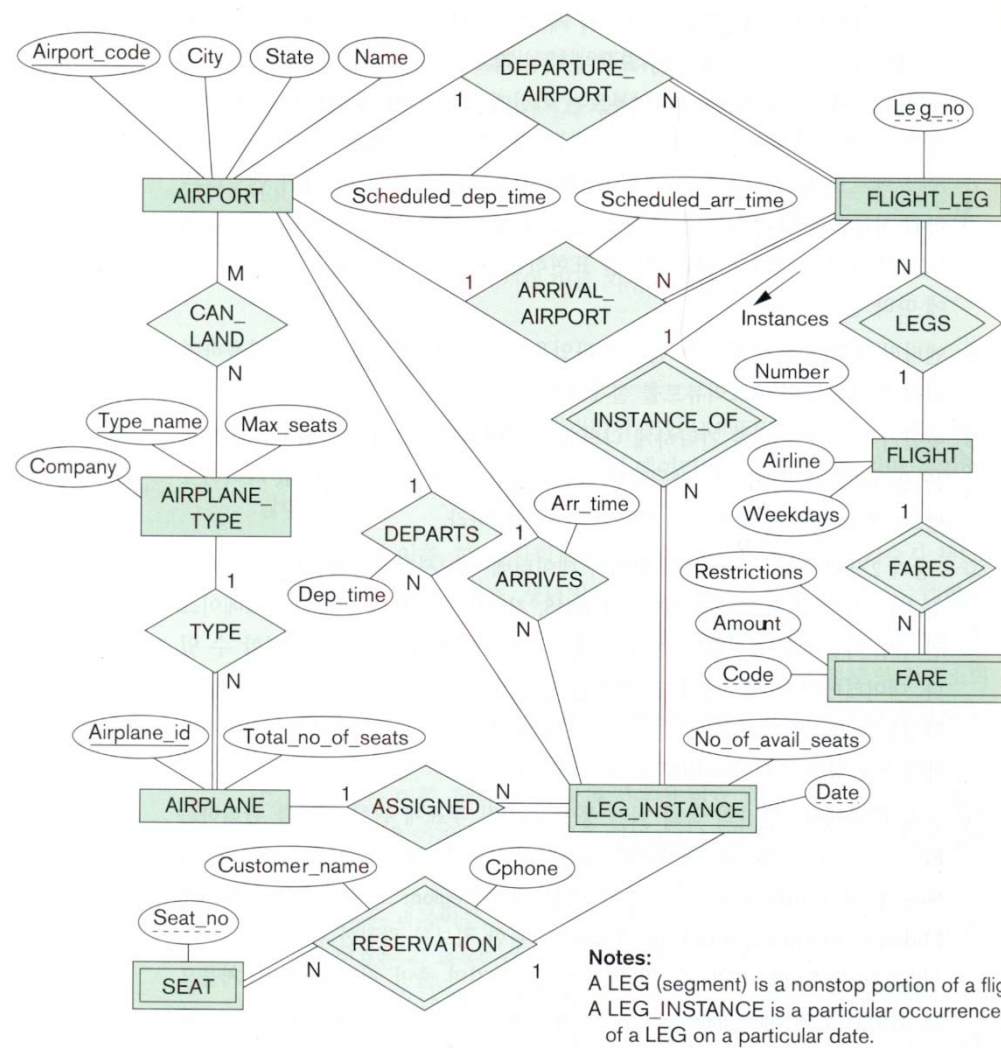 DEPARTURE_
AIRPORT
Airport_code
City
State
Name
1
N
Leg_no
AIRPORT
Scheduled_dep_time
Scheduled_arr_time
FLIGHT_LEG
M
1
ARRIVAL_
AIRPORT
N
N
CAN_
LAND
Instances
LEGS
N
1
Number
1
Type_name
Max_seats
INSTANCE_OF
Company
Airline
FLIGHT
AIRPLANE_
TYPE
1
N
Weekdays
1
Arr_time
DEPARTS
1
1
Restrictions
FARES
Dep_time
N
ARRIVES
TYPE
N
Amount
N
N
Code
FARE
Airplane_id
Total_no_of_seats
No_of_avail_seats
AIRPLANE
1
ASSIGNED
N
LEG_INSTANCE
Date
Customer_name
Cphone
Seat_no
RESERVATION
SEAT
N
1
Notes:
A LEG (segment) is a nonstop portion of a
A LEG_INSTANCE is a particular occurrence
of a LEG on a particular date.